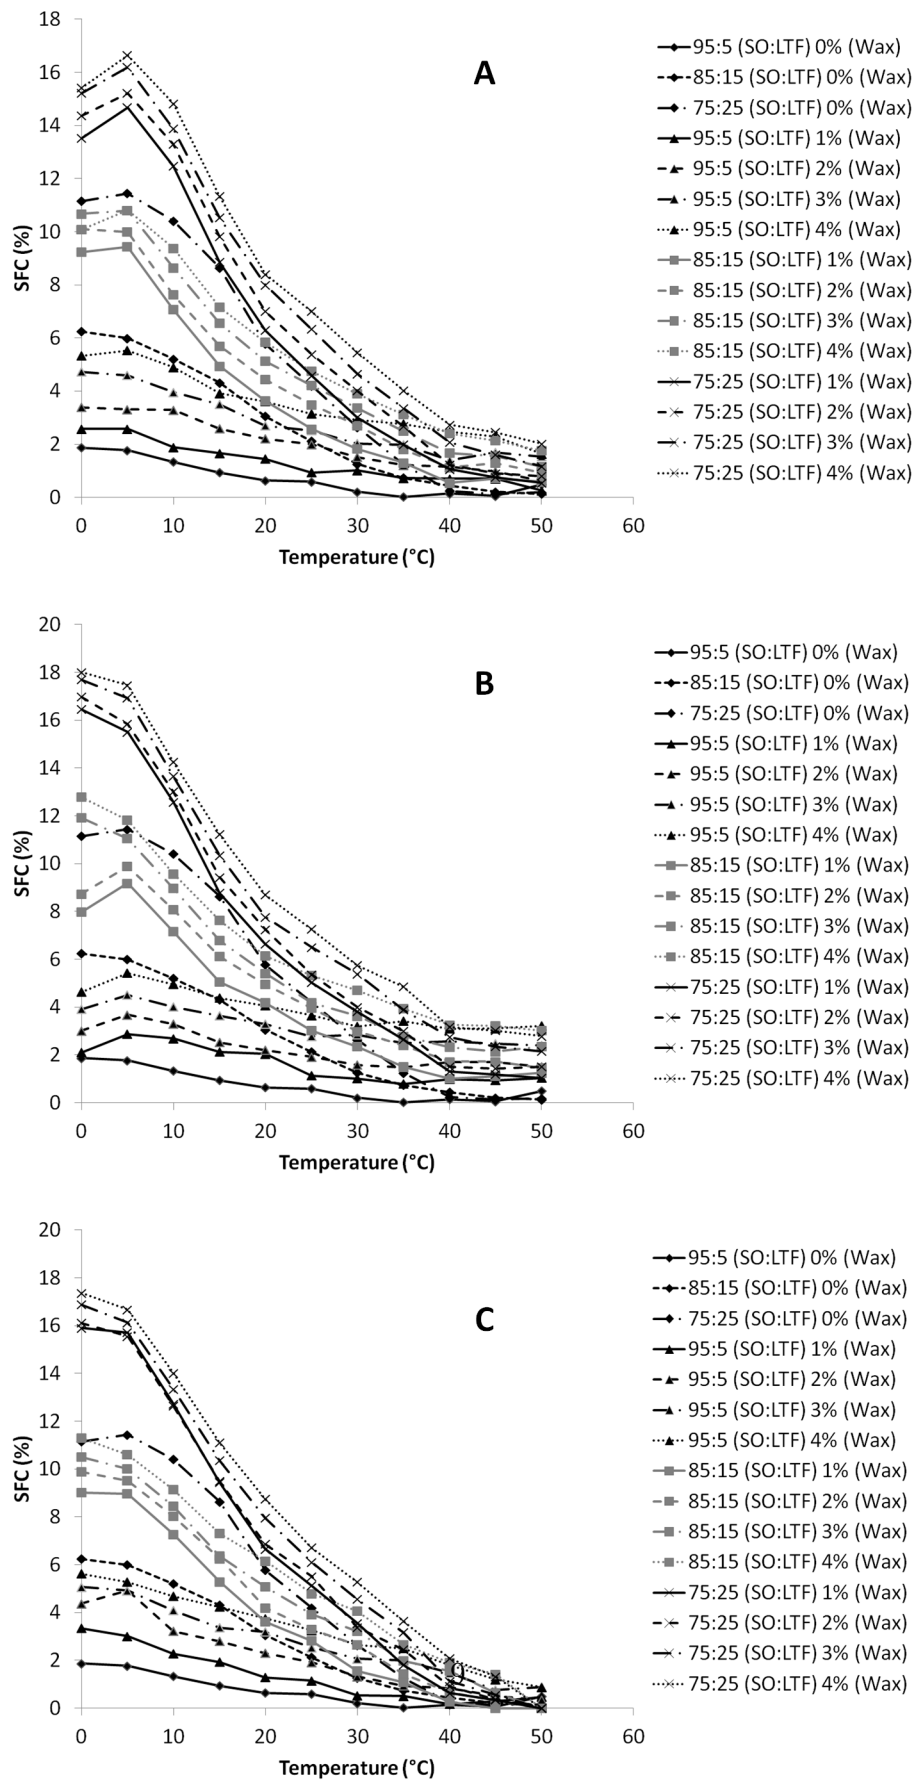 18
16
14
12
10
8
6
4
2
0
SFC (%)
0 10 20 30 40 50 60
Temperature (°C)
A
95:5 (SO:LTF) 0% (Wax)
85:15 (SO:LTF) 0% (Wax)
75:25 (SO:LTF) 0% (Wax)
95:5 (SO:LTF) 1% (Wax)
95:5 (SO:LTF) 2% (Wax)
95:5 (SO:LTF) 3% (Wax)
95:5 (SO:LTF) 4% (Wax)
85:15 (SO:LTF) 1% (Wax)
85:15 (SO:LTF) 2% (Wax)
85:15 (SO:LTF) 3% (Wax)
85:15 (SO:LTF) 4% (Wax)
75:25 (SO:LTF) 1% (Wax)
75:25 (SO:LTF) 2% (Wax)
75:25 (SO:LTF) 3% (Wax)
75:25 (SO:LTF) 4% (Wax)
20
18
16
14
12
10
8
6
4
2
0
SFC (%)
0 10 20 30 40 50 60
Temperature (°C)
B
95:5 (SO:LTF) 0% (Wax)
85:15 (SO:LTF) 0% (Wax)
75:25 (SO:LTF) 0% (Wax)
95:5 (SO:LTF) 1% (Wax)
95:5 (SO:LTF) 2% (Wax)
95:5 (SO:LTF) 3% (Wax)
95:5 (SO:LTF) 4% (Wax)
85:15 (SO:LTF) 1% (Wax)
85:15 (SO:LTF) 2% (Wax)
85:15 (SO:LTF) 3% (Wax)
85:15 (SO:LTF) 4% (Wax)
75:25 (SO:LTF) 1% (Wax)
75:25 (SO:LTF) 2% (Wax)
75:25 (SO:LTF) 3% (Wax)
75:25 (SO:LTF) 4% (Wax)
20
18
16
14
12
10
8
6
4
2
0
SFC (%)
0 10 20 30 40 50 60
Temperature (°C)
C
0
95:5 (SO:LTF) 0% (Wax)
85:15 (SO:LTF) 0% (Wax)
75:25 (SO:LTF) 0% (Wax)
95:5 (SO:LTF) 1% (Wax)
95:5 (SO:LTF) 2% (Wax)
95:5 (SO:LTF) 3% (Wax)
95:5 (SO:LTF) 4% (Wax)
85:15 (SO:LTF) 1% (Wax)
85:15 (SO:LTF) 2% (Wax)
85:15 (SO:LTF) 3% (Wax)
85:15 (SO:LTF) 4% (Wax)
75:25 (SO:LTF) 1% (Wax)
75:25 (SO:LTF) 2% (Wax)
75:25 (SO:LTF) 3% (Wax)
75:25 (SO:LTF) 4% (Wax)